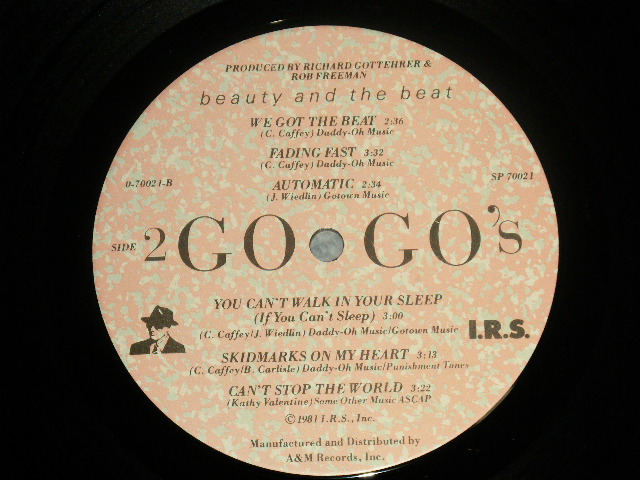 PRODUCED BY RICHARD GOTTEHRER &
ROB FREEMAN
beauty and the beat
WE GOT THE BEAT 2:36
(C. Caffey) Daddy-Oh Music
FADING FAST 3:32
(C. Caffey) Daddy-Oh Music
0-70021-B
SP 70021
AUTOMATIC 2:34
(J. Wiedlin) Gotown Music
SIDE 2 GO GO's
YOU CAN'T WALK IN YOUR SLEEP
(If You Can't Sleep) 3:00
(C. Caffey/J. Wiedlin) Daddy-Oh Music/Gotown Music
I.R.S.
SKIDMARKS ON MY HEART 3:13
(C. Caffey/B. Carlisle) Daddy-Oh Music/Punishment Tunes
CAN'T STOP THE WORLD 3:22
(Kathy Valentine) Some Other Music ASCAP
©1981 I.R.S., Inc.
Manufactured and Distributed by
A&M Records, Inc.